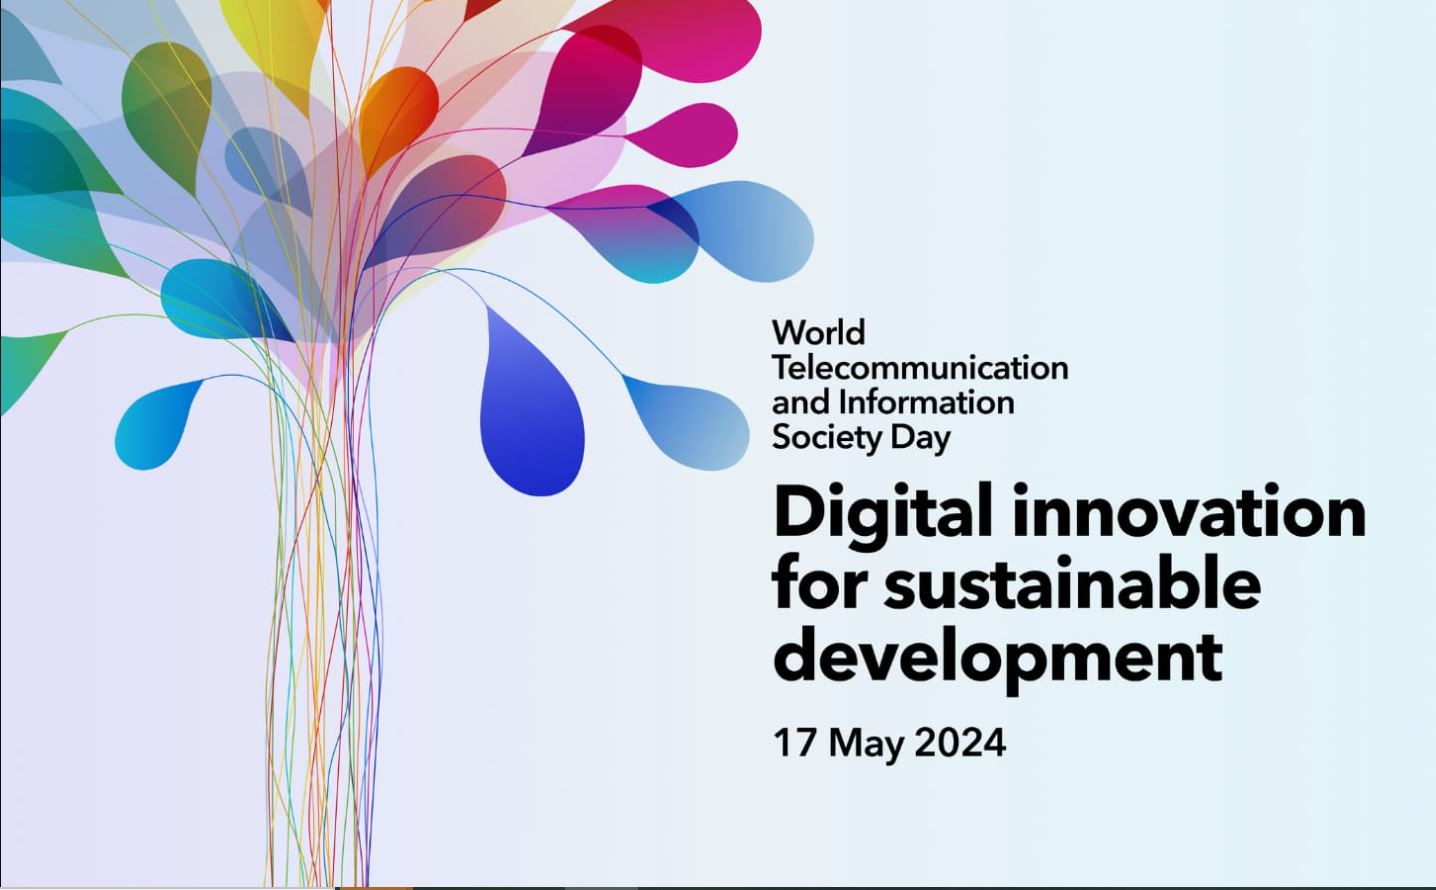 World
Telecommunication
and Information
Society Day
Digital innovation
for sustainable
development
17 May 2024